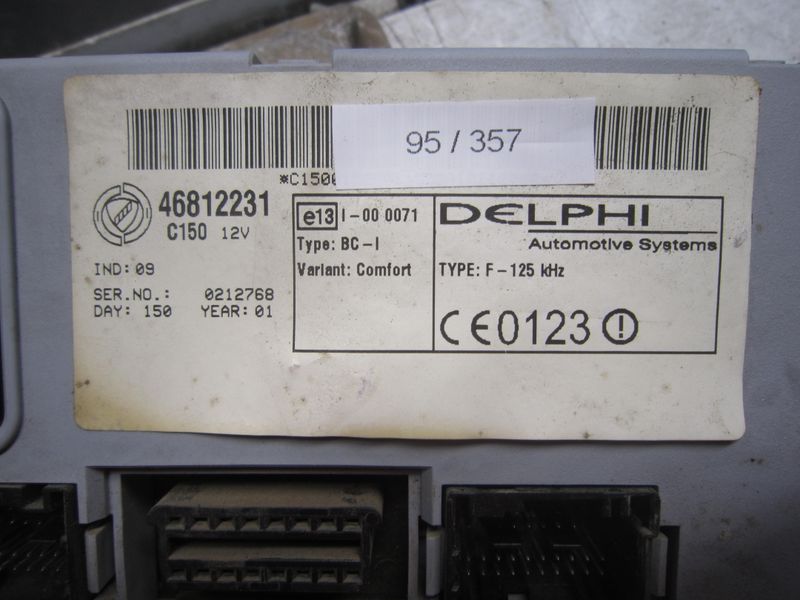 95 / 357
*C150
46812231
C150 12V
IND: 09
SER.NO.: 0212768
DAY: 150 YEAR: 01
e13 I-00 0071
Type: BC-I
Variant: Comfort
DELPHI
Automotive Systems
TYPE: F-125 kHz
CE0123